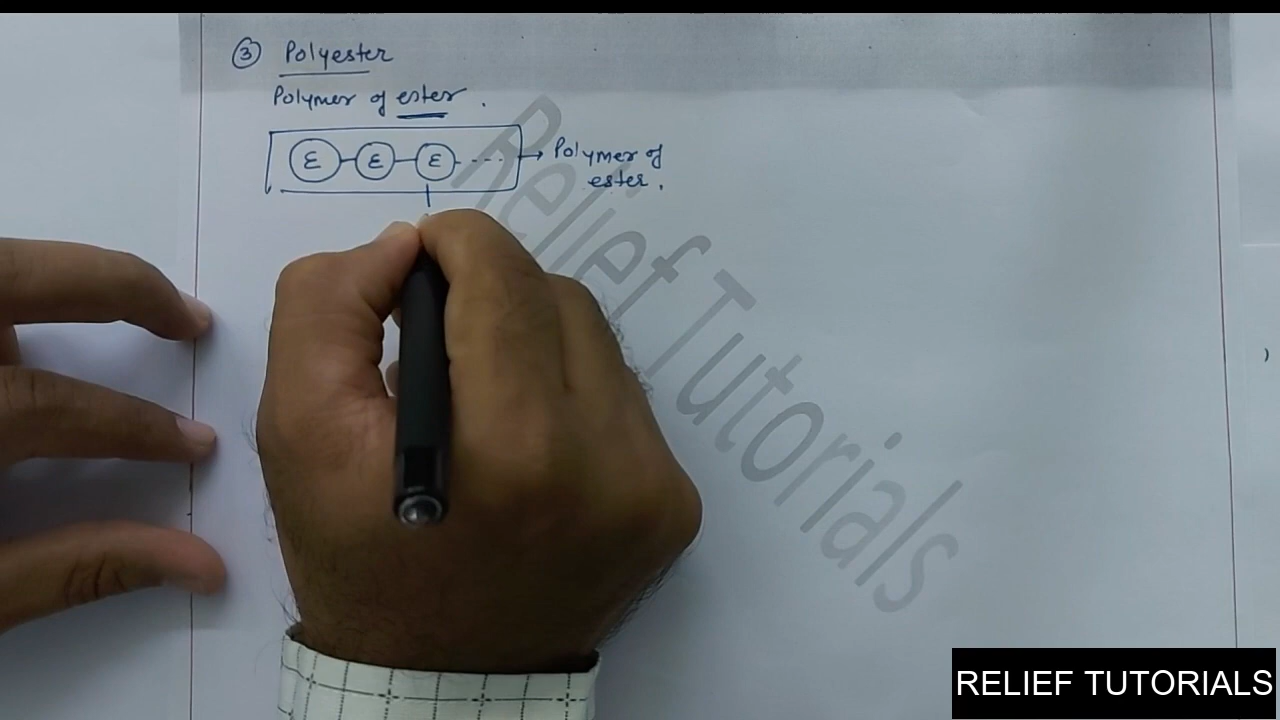 ③ Polyester
Polymer of ester.
ε ε ε → Polymer of
ester.
Relief Tutorials
RELIEF TUTORIALS